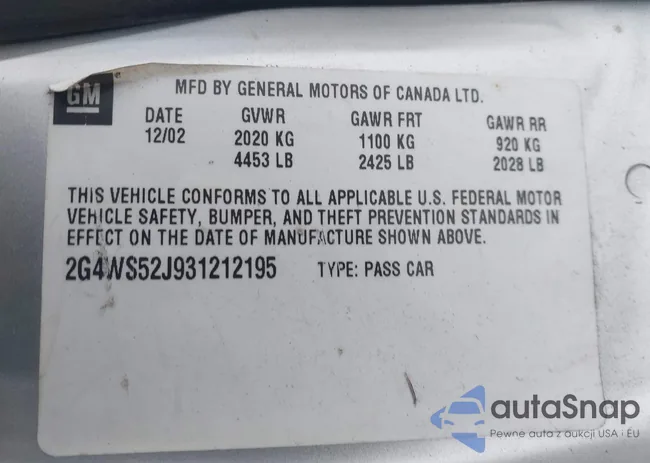 GM
MFD BY GENERAL MOTORS OF CANADA LTD.
DATE GVWR GAWR FRT GAWR RR
12/02 2020 KG 1100 KG 920 KG
4453 LB 2425 LB 2028 LB
THIS VEHICLE CONFORMS TO ALL APPLICABLE U.S. FEDERAL MOTOR
VEHICLE SAFETY, BUMPER, AND THEFT PREVENTION STANDARDS IN
EFFECT ON THE DATE OF MANUFACTURE SHOWN ABOVE.
2G4WS52J931212195 TYPE: PASS CAR
autaSnap
Pewne auta z aukcji USA i EU